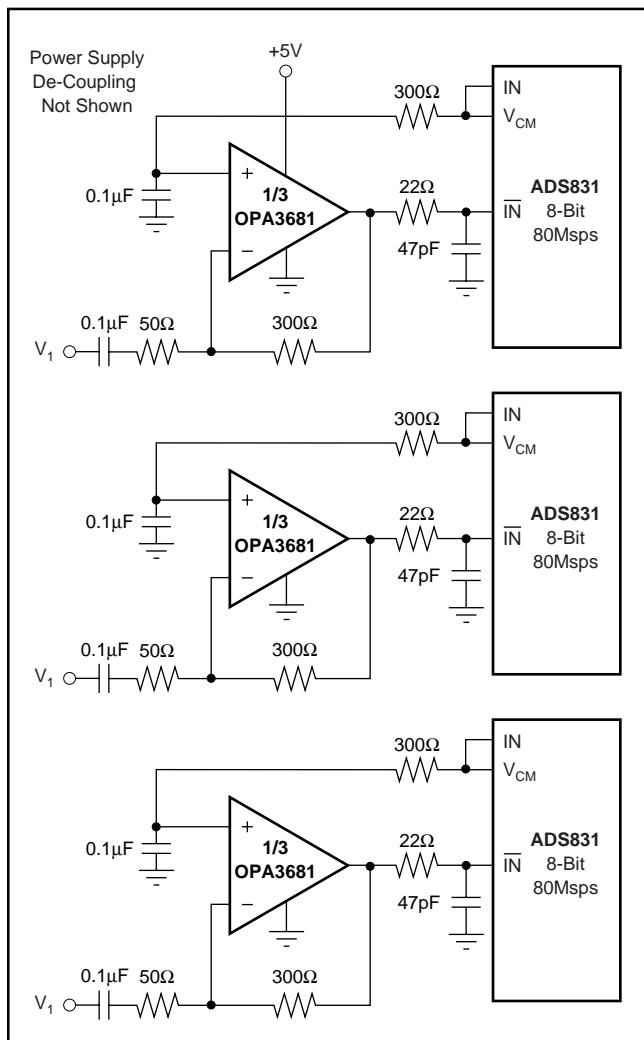 Power Supply
De-Coupling
Not Shown
+5V
300Ω
IN
V_CM
+
1/3
OPA3681
−
0.1µF
22Ω
47pF
IN̅
ADS831
8-Bit
80Msps
0.1µF
50Ω
300Ω
V₁
300Ω
IN
V_CM
+
1/3
OPA3681
−
0.1µF
22Ω
47pF
IN̅
ADS831
8-Bit
80Msps
0.1µF
50Ω
300Ω
V₁
300Ω
IN
V_CM
+
1/3
OPA3681
−
0.1µF
22Ω
47pF
IN̅
ADS831
8-Bit
80Msps
0.1µF
50Ω
300Ω
V₁